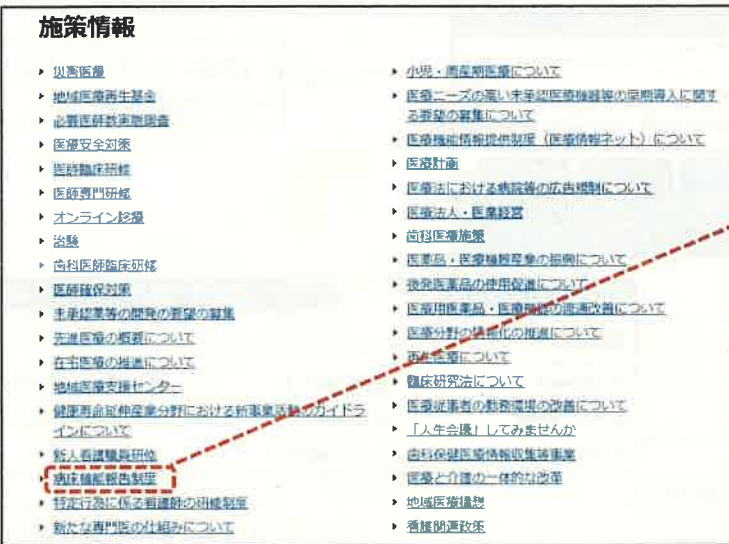 施策情報
災害医療
地域医療再生基金
必要医師数実態調査
医療安全対策
医師臨床研修
医師専門研修
オンライン診療
治験
歯科医師臨床研修
医師確保対策
未承認薬等の開発の要望の募集
先進医療の概要について
在宅医療の推進について
地域医療支援センター
健康寿命延伸産業分野における新事業活動のガイドラ
インについて
新人看護職員研修
病床機能報告制度
特定行為に係る看護師の研修制度
新たな専門医の仕組みについて
小児・周産期医療について
医療ニーズの高い未承認医療機器等の早期導入に関す
る要望の募集について
医療機能情報提供制度（医療情報ネット）について
医療計画
医療法における病院等の広告規制について
医療法人・医業経営
歯科医療施策
医薬品・医療機器産業の振興について
後発医薬品の使用促進について
医療用医薬品・医療機器の流通改善について
医療分野の情報化の推進について
再生医療について
臨床研究法について
医療従事者の勤務環境の改善について
「人生会議」してみませんか
歯科保健医療情報収集等事業
医療と介護の一体的な改革
地域医療構想
看護関連政策